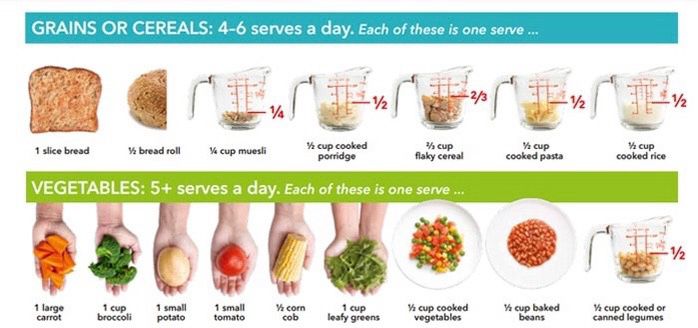 GRAINS OR CEREALS: 4–6 serves a day. Each of these is one serve ...
¼
½
⅔
½
½
1 slice bread
½ bread roll
¼ cup muesli
½ cup cooked
porridge
⅔ cup
flaky cereal
½ cup
cooked pasta
½ cup
cooked rice
VEGETABLES: 5+ serves a day. Each of these is one serve ...
½
1 large
carrot
1 cup
broccoli
1 small
potato
1 small
tomato
½ corn
cob
1 cup
leafy greens
½ cup cooked
vegetables
½ cup baked
beans
½ cup cooked or
canned legumes